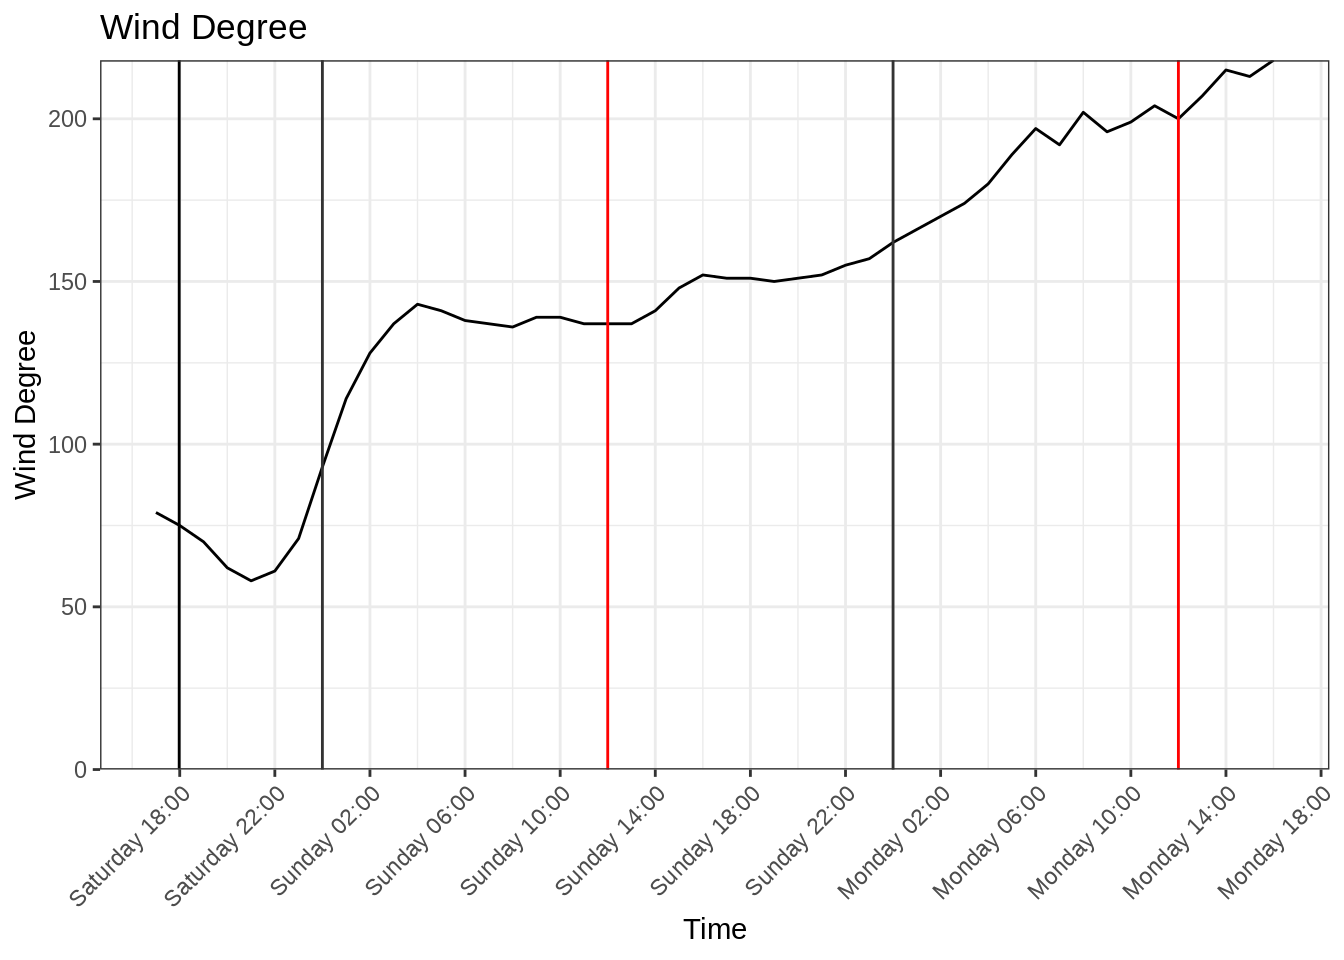 Wind Degree
Wind Degree
200
150
100
50
0
Saturday 18:00
Saturday 22:00
Sunday 02:00
Sunday 06:00
Sunday 10:00
Sunday 14:00
Sunday 18:00
Sunday 22:00
Monday 02:00
Monday 06:00
Monday 10:00
Monday 14:00
Monday 18:00
Time